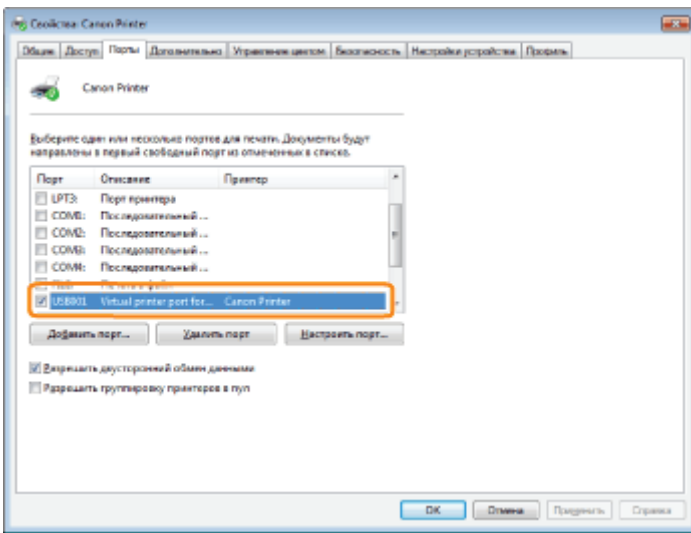 Свойства: Canon Printer
Общие Доступ Порты Дополнительно Управление цветом Безопасность Настройки устройства Профиль
Canon Printer
Выберите один или несколько портов для печати. Документы будут
направлены в первый свободный порт из отмеченных в списке.
Порт Описание Принтер
LPT3: Порт принтера
COM1: Последовательный ...
COM2: Последовательный ...
COM3: Последовательный ...
COM4: Последовательный ...
USB001 Virtual printer port for... Canon Printer
Добавить порт... Удалить порт Настроить порт...
Разрешить двусторонний обмен данными
Разрешить группировку принтеров в пул
OK Отмена Применить Справка